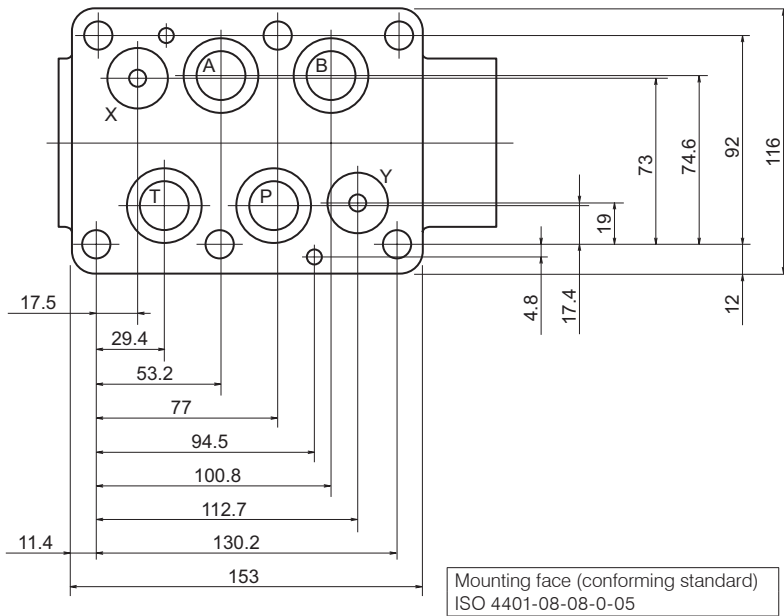 A
B
X
Y
T
P
73
74.6
92
116
19
4.8
17.4
12
17.5
29.4
53.2
77
94.5
100.8
112.7
11.4
130.2
153
Mounting face (conforming standard)
ISO 4401-08-08-0-05